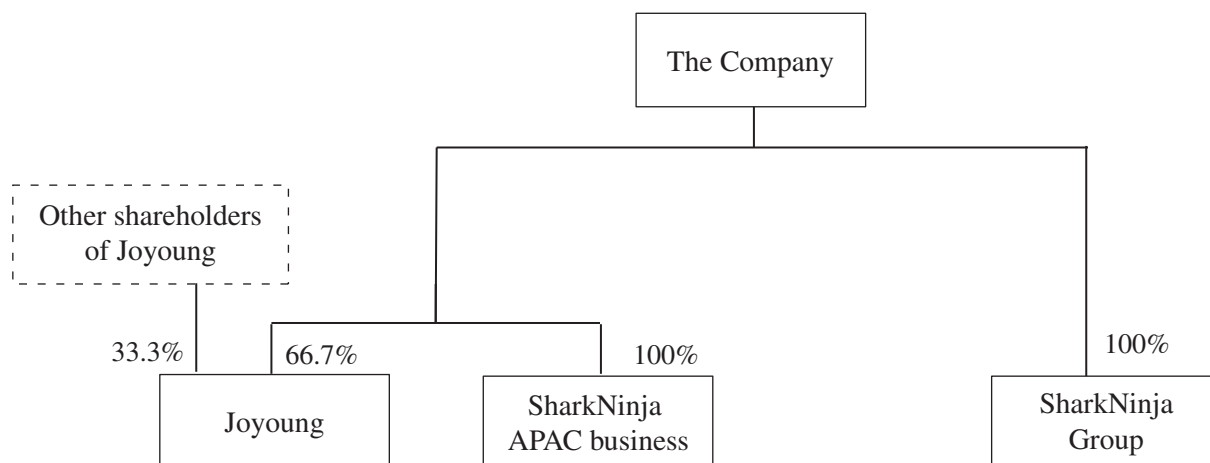 The Company
Other shareholders
of Joyoung
33.3%
66.7%
100%
100%
Joyoung
SharkNinja
APAC business
SharkNinja
Group